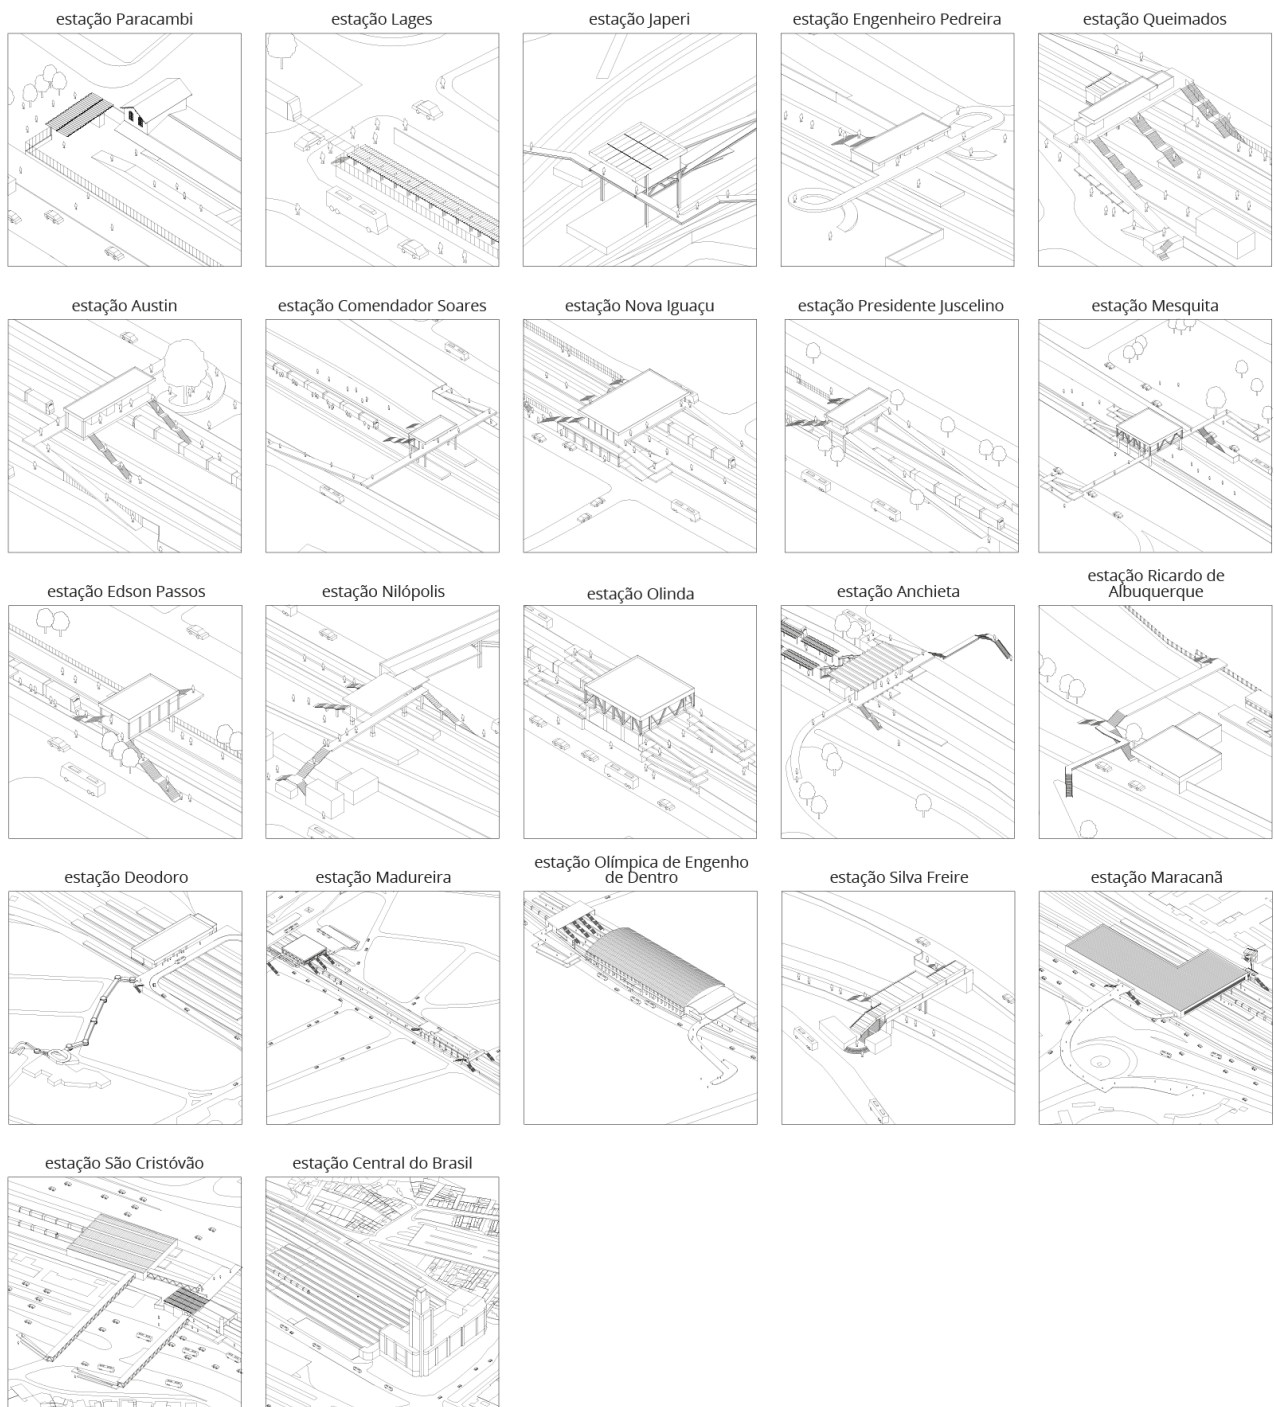 estação Paracambi
estação Lages
estação Japeri
estação Engenheiro Pedreira
estação Queimados
estação Austin
estação Comendador Soares
estação Nova Iguaçu
estação Presidente Juscelino
estação Mesquita
estação Edson Passos
estação Nilópolis
estação Olinda
estação Anchieta
estação Ricardo de
Albuquerque
estação Deodoro
estação Madureira
estação Olímpica de Engenho
de Dentro
estação Silva Freire
estação Maracanã
estação São Cristóvão
estação Central do Brasil